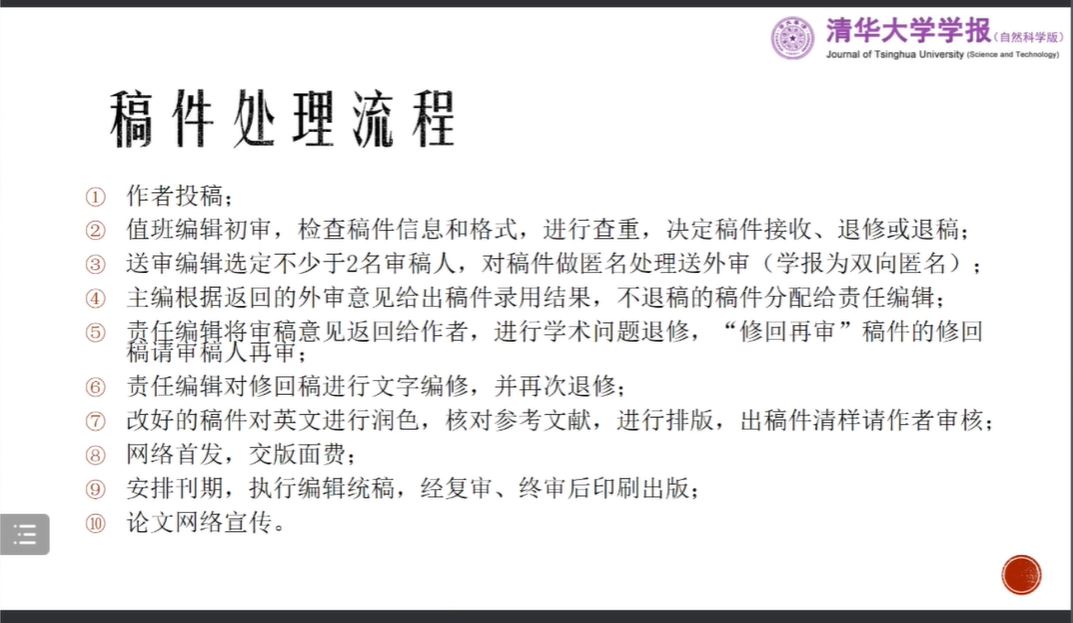 清华大学学报(自然科学版)
Journal of Tsinghua University (Science and Technology)
稿件处理流程
① 作者投稿；
② 值班编辑初审，检查稿件信息和格式，进行查重，决定稿件接收、退修或退稿；
③ 送审编辑选定不少于2名审稿人，对稿件做匿名处理送外审（学报为双向匿名）；
④ 主编根据返回的外审意见给出稿件录用结果，不退稿的稿件分配给责任编辑；
⑤ 责任编辑将审稿意见返回给作者，进行学术问题退修，“修回再审”稿件的修回
稿请审稿人再审；
⑥ 责任编辑对修回稿进行文字编修，并再次退修；
⑦ 改好的稿件对英文进行润色，核对参考文献，进行排版，出稿件清样请作者审核；
⑧ 网络首发，交版面费；
⑨ 安排刊期，执行编辑统稿，经复审、终审后印刷出版；
⑩ 论文网络宣传。